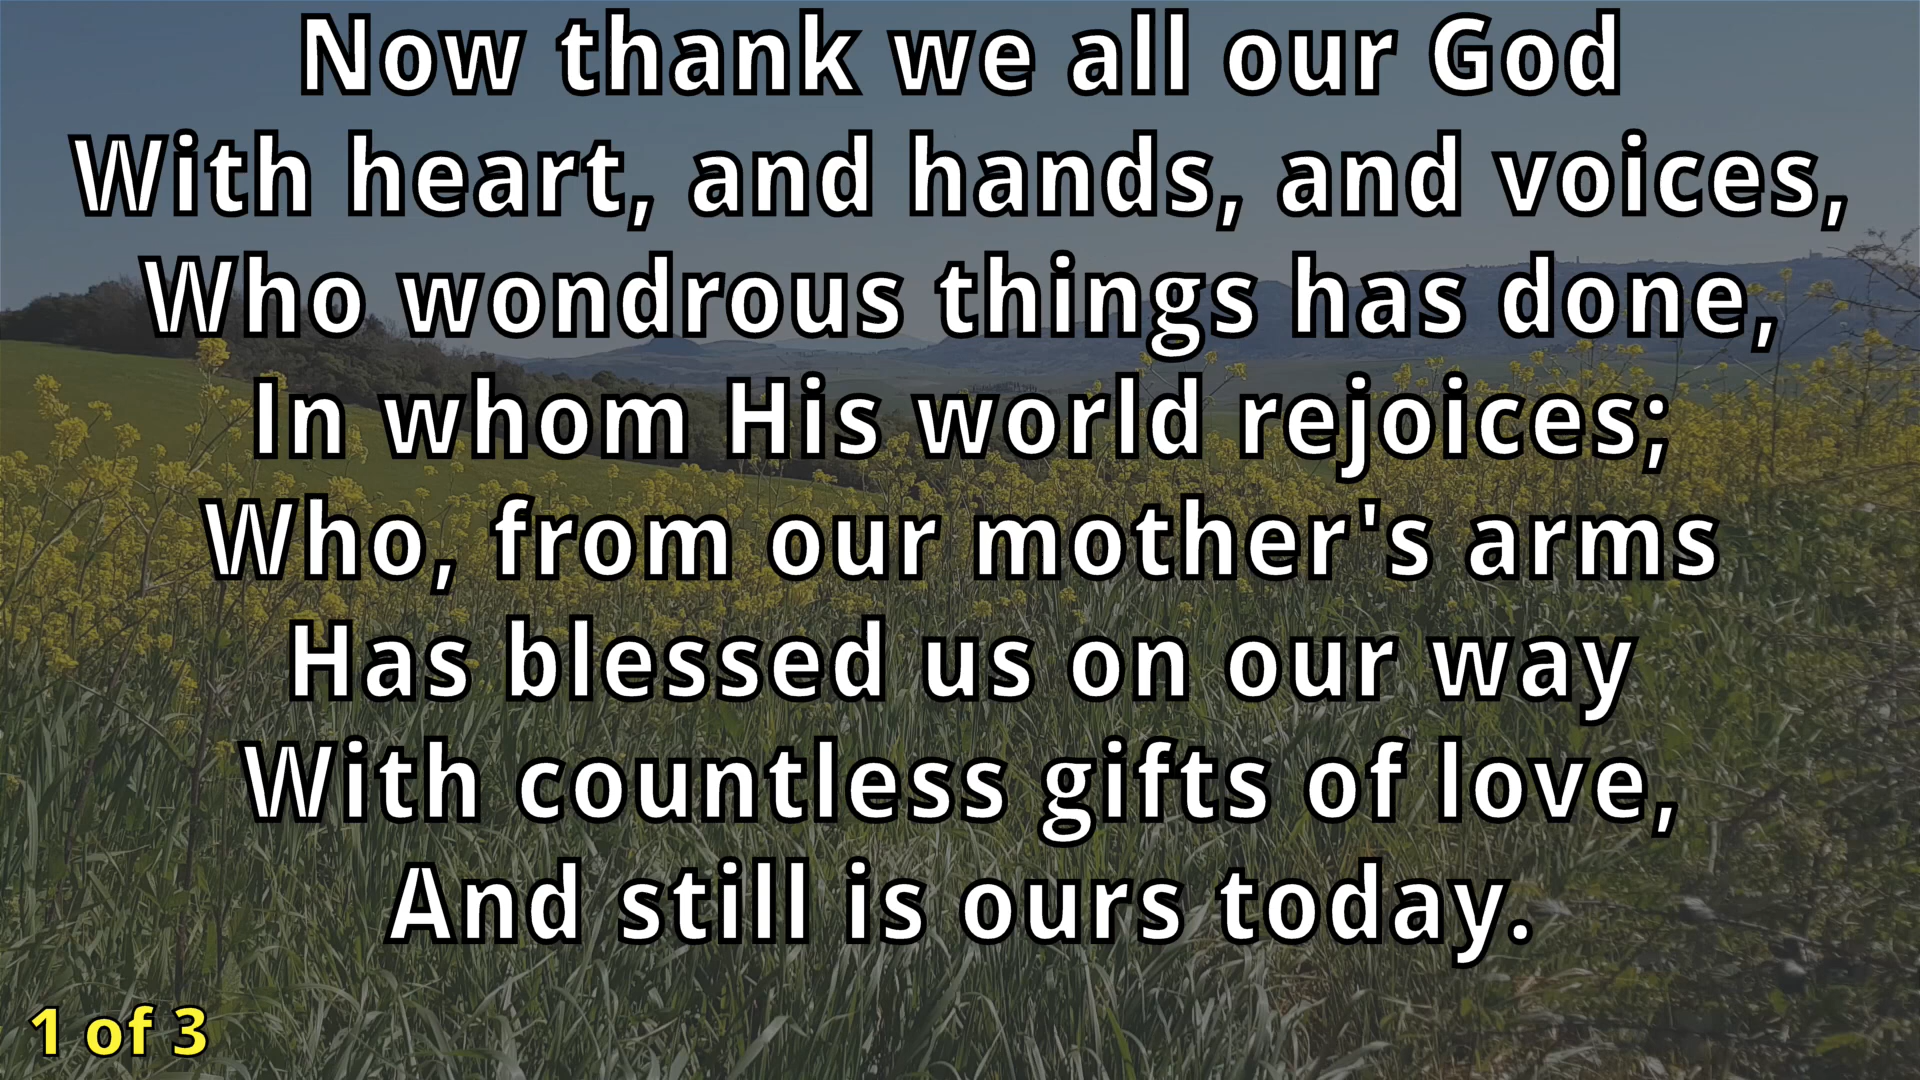 Now thank we all our God
With heart, and hands, and voices,
Who wondrous things has done,
In whom His world rejoices;
Who, from our mother's arms
Has blessed us on our way
With countless gifts of love,
And still is ours today.
1 of 3